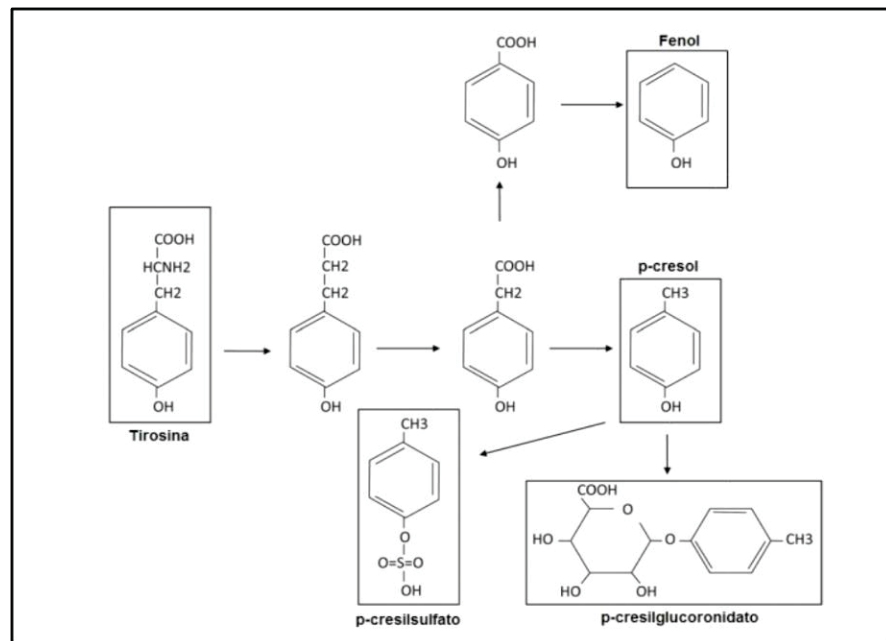 COOH
Fenol
OH
OH
COOH
HCNH2
CH2
OH
Tirosina
COOH
CH2
CH2
OH
COOH
CH2
OH
p-cresol
CH3
OH
CH3
O
O=S=O
OH
p-cresilsulfato
COOH
O
HO
O
CH3
HO
OH
p-cresilglucoronidato